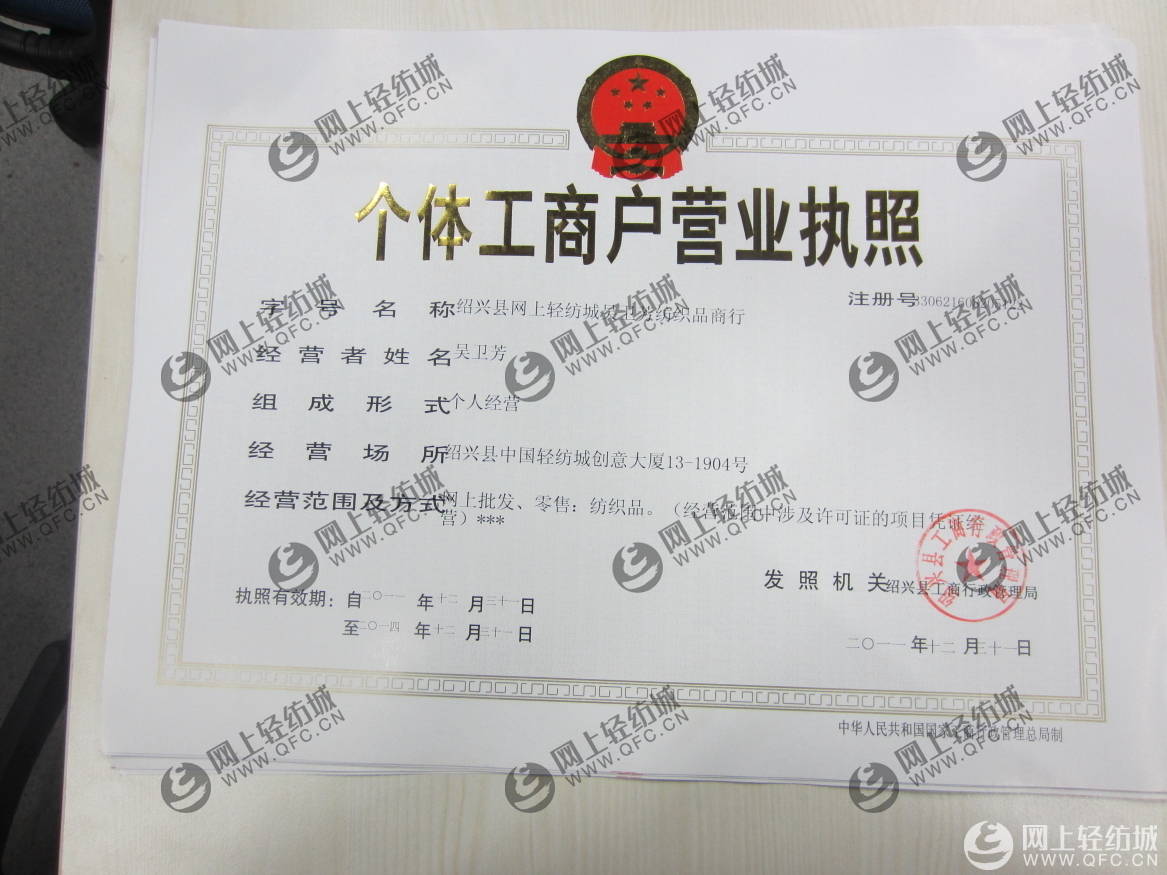 个体工商户营业执照
注册号
字号名称 绍兴县网上轻纺城 纺织品商行
经营者姓名 吴卫芳
组成形式 个人经营
经营场所 绍兴县中国轻纺城创意大厦13-1904号
经营范围及方式 网上批发、零售：纺织品。（经营范围中涉及许可证的项目凭证经
营）***
发照机关 绍兴县工商行政管理局
执照有效期：自二〇一一年十二月三十一日
至二〇一四年十二月三十一日
二〇一一年十二月三十一日
中华人民共和国国家工商行政管理总局制
网上轻纺城
WWW.QFC.CN